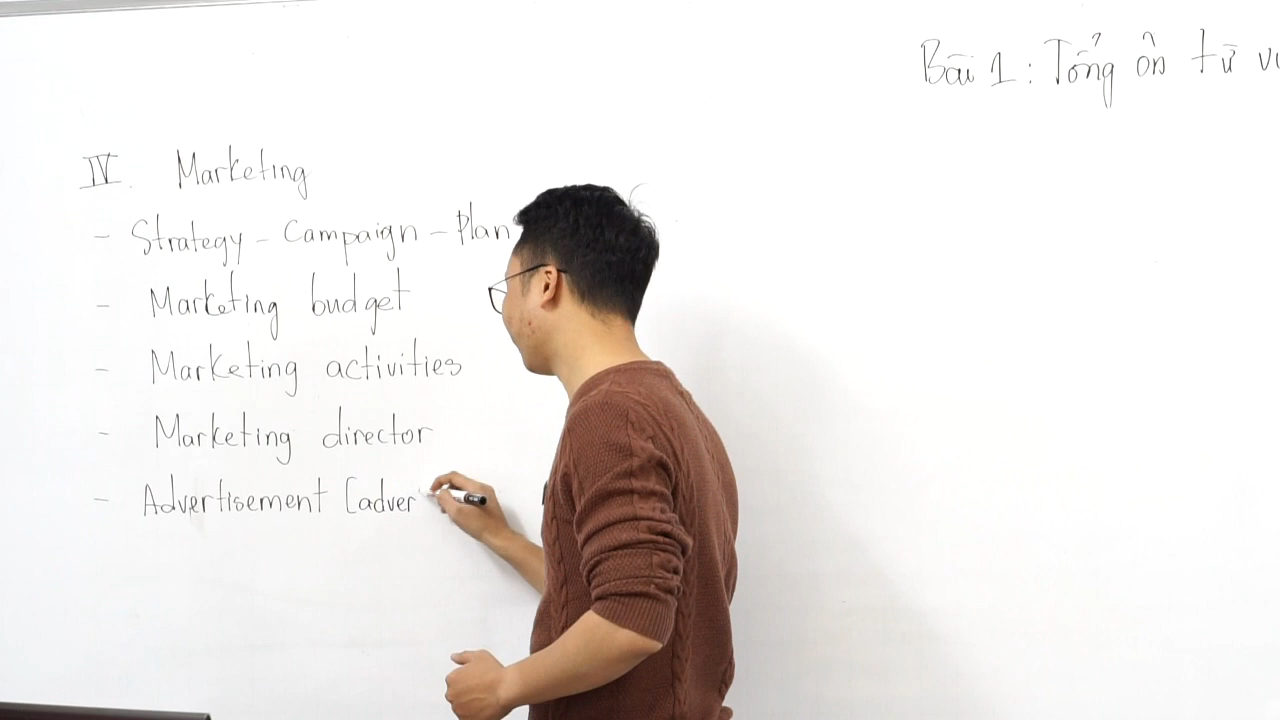 Bài 1: Tổng ôn từ
IV. Marketing
- Strategy - Campaign - Plan
- Marketing budget
- Marketing activities
- Marketing director
- Advertisement (adver